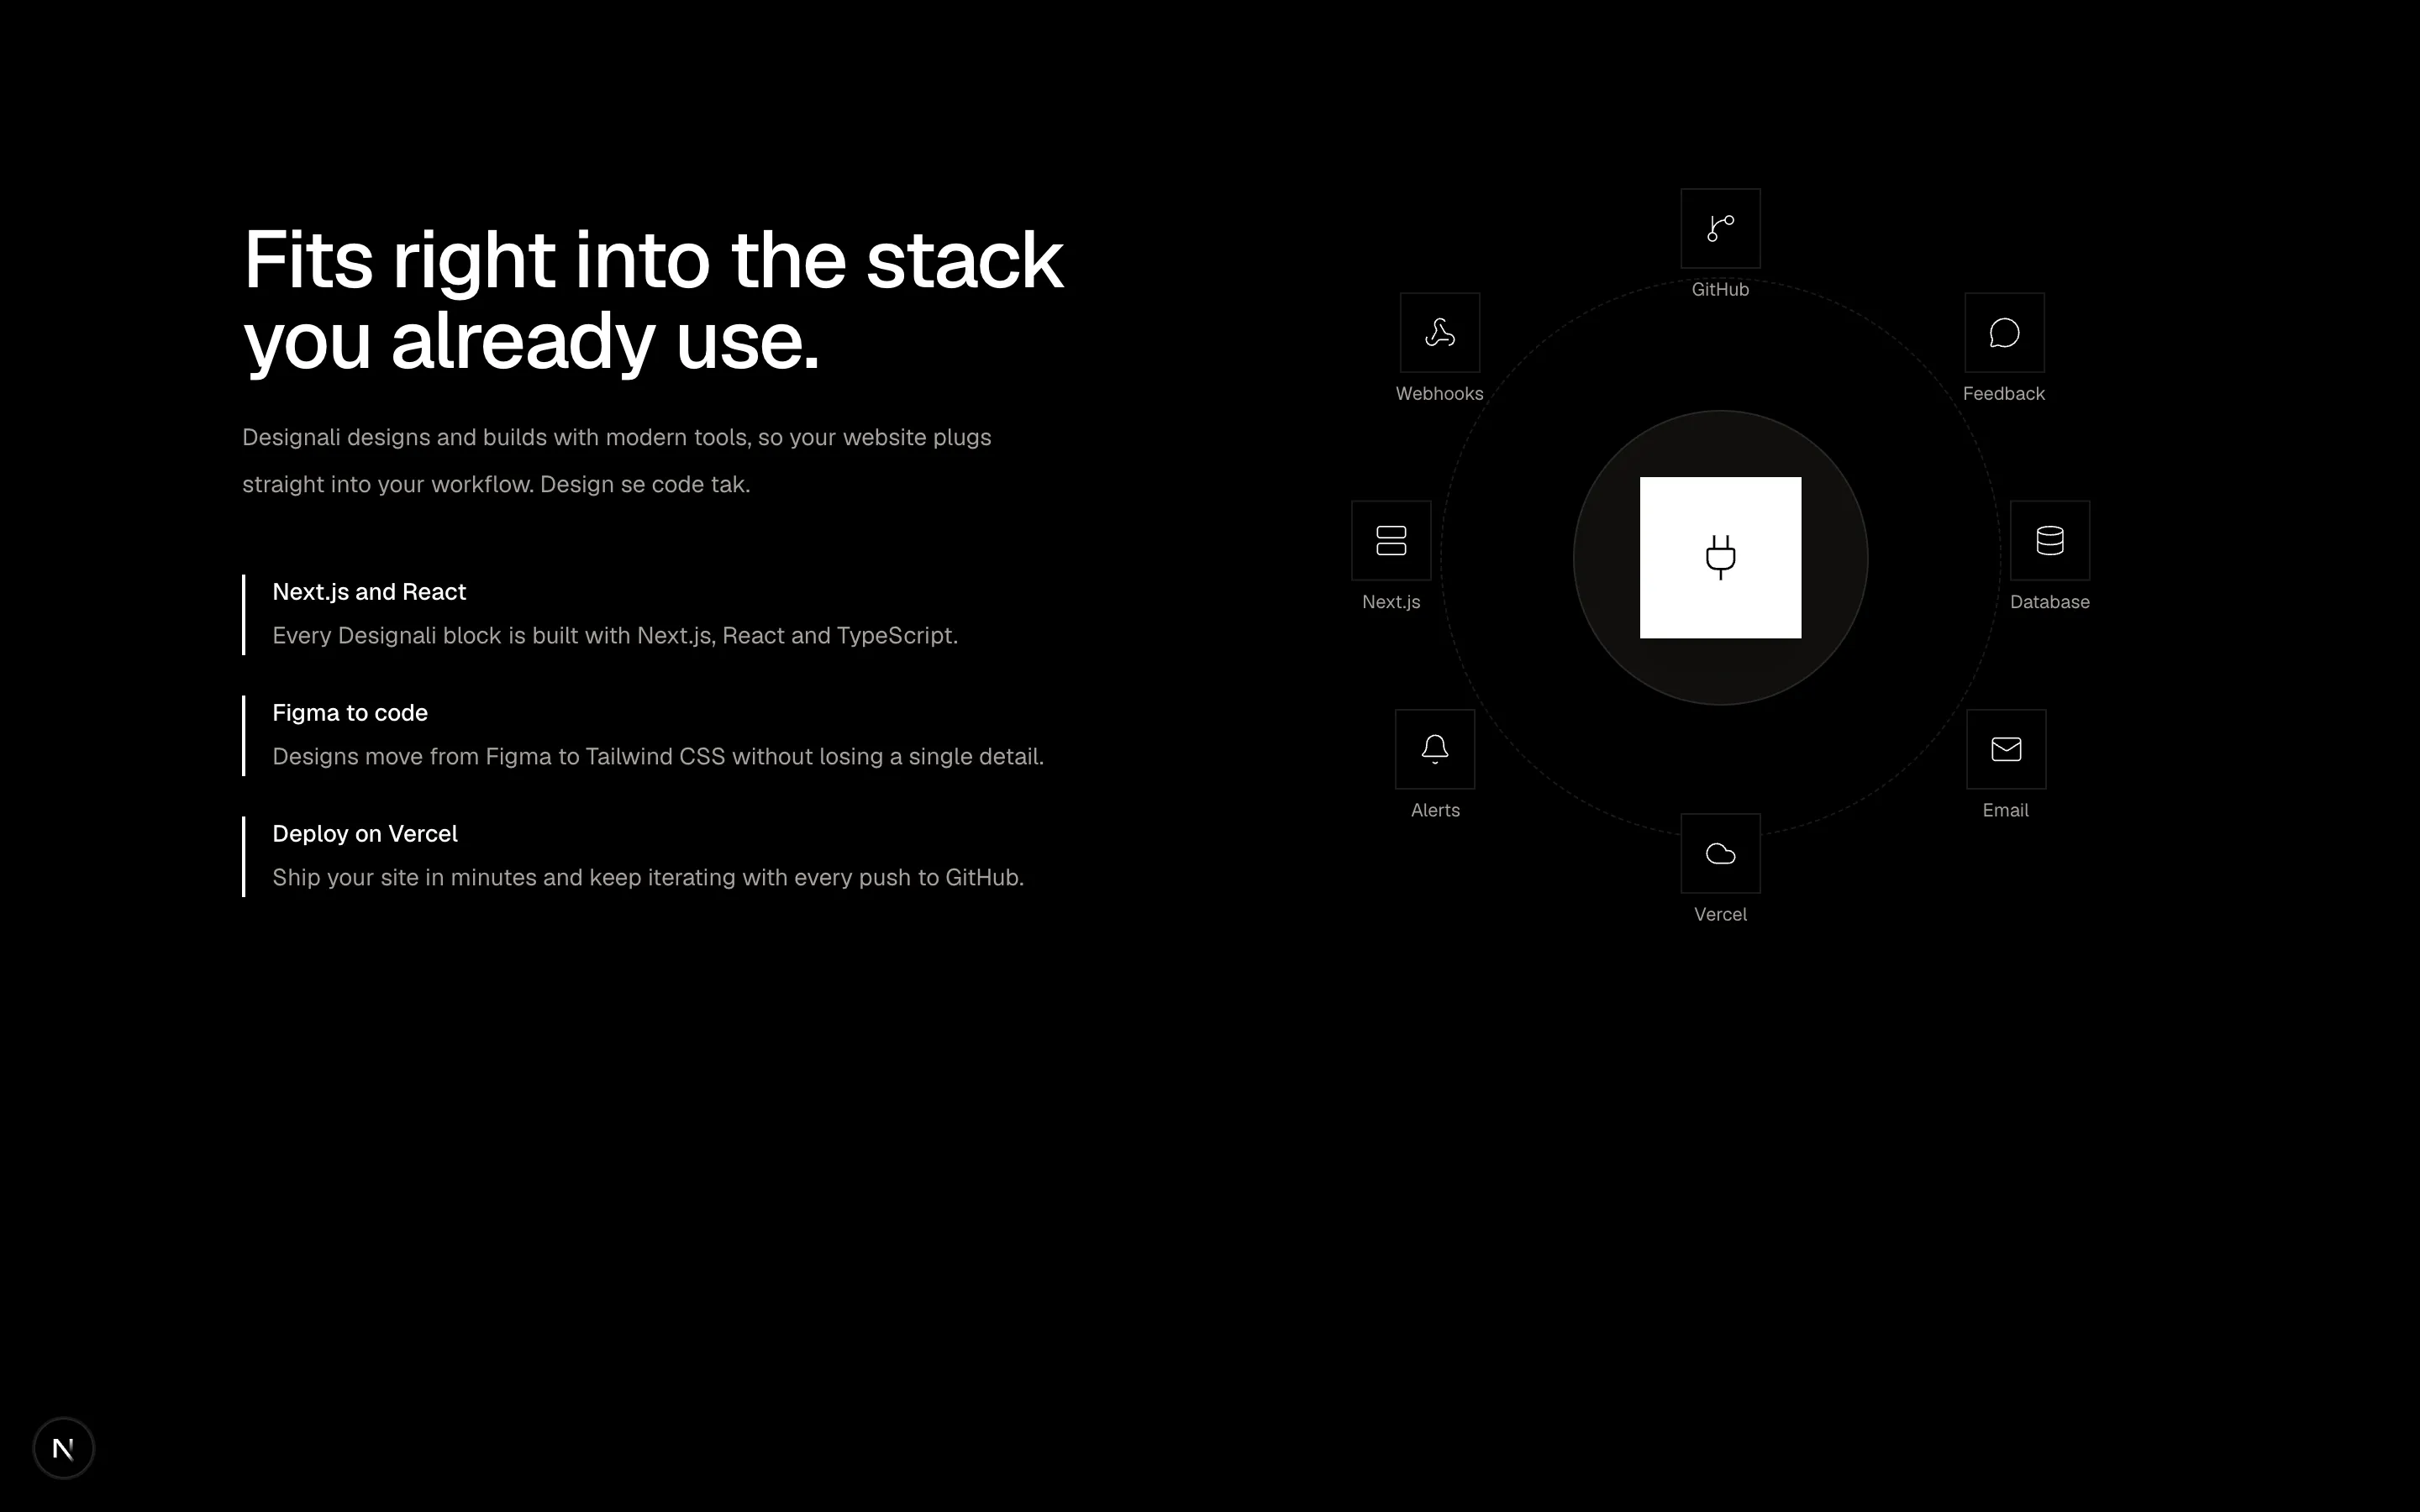 Fits right into the stack
you already use.
Designali designs and builds with modern tools, so your website plugs
straight into your workflow. Design se code tak.
Next.js and React
Every Designali block is built with Next.js, React and TypeScript.
Figma to code
Designs move from Figma to Tailwind CSS without losing a single detail.
Deploy on Vercel
Ship your site in minutes and keep iterating with every push to GitHub.
GitHub
Webhooks
Feedback
Next.js
Database
Alerts
Email
Vercel
N